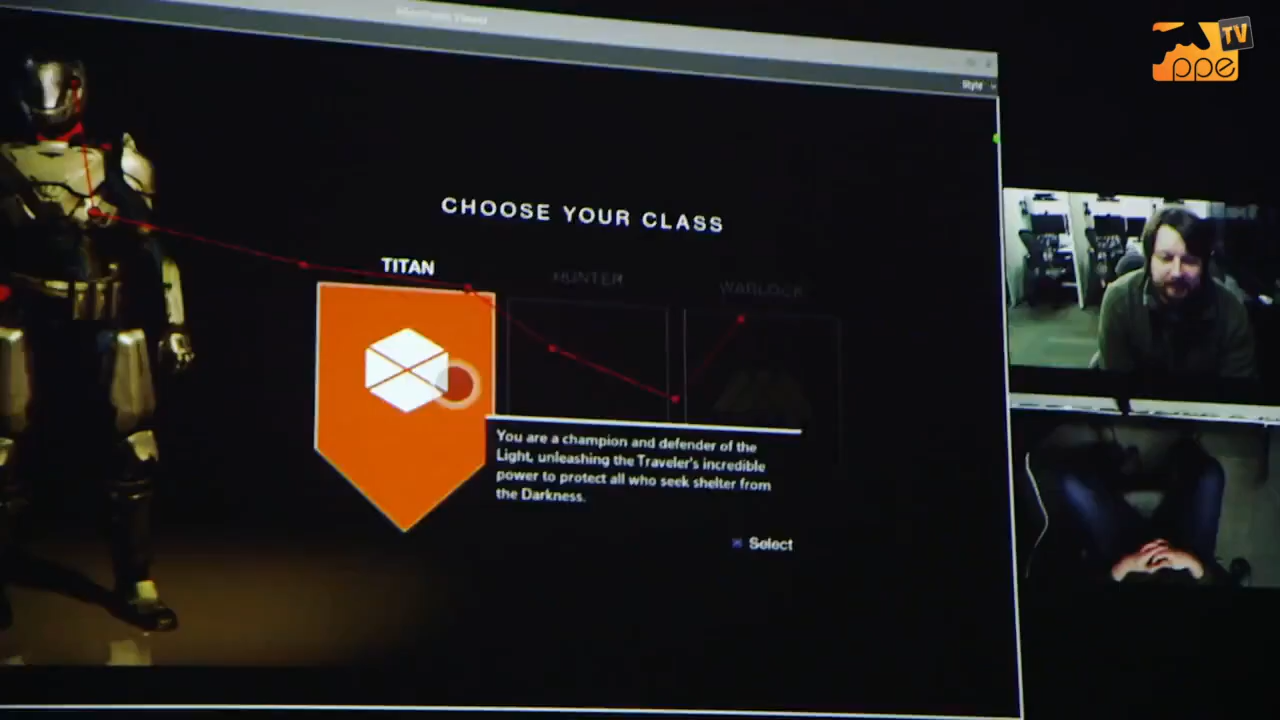 TV
ppe
Style
CHOOSE YOUR CLASS
TITAN
HUNTER
WARLOCK
You are a champion and defender of the
Light, unleashing the Traveler's incredible
power to protect all who seek shelter from
the Darkness.
Select